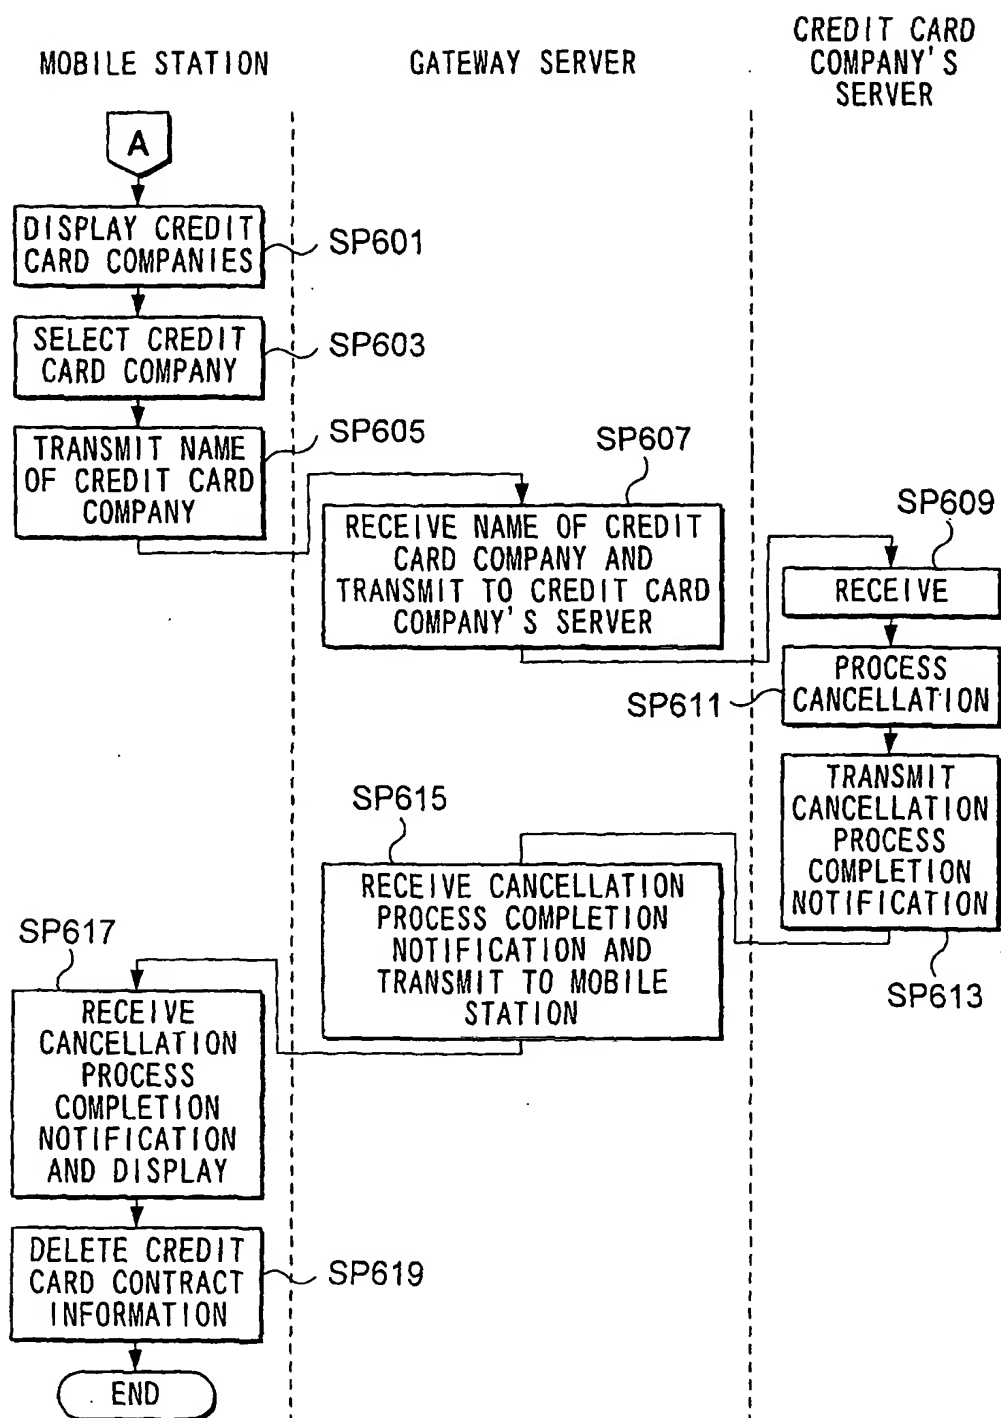 MOBILE STATION
GATEWAY SERVER
CREDIT CARD
COMPANY'S
SERVER
A
DISPLAY CREDIT
CARD COMPANIES
SP601
SELECT CREDIT
CARD COMPANY
SP603
TRANSMIT NAME
OF CREDIT CARD
COMPANY
SP605
SP607
RECEIVE NAME OF CREDIT
CARD COMPANY AND
TRANSMIT TO CREDIT CARD
COMPANY'S SERVER
SP609
RECEIVE
SP611
PROCESS
CANCELLATION
TRANSMIT
CANCELLATION
PROCESS
COMPLETION
NOTIFICATION
SP613
SP615
RECEIVE CANCELLATION
PROCESS COMPLETION
NOTIFICATION AND
TRANSMIT TO MOBILE
STATION
SP617
RECEIVE
CANCELLATION
PROCESS
COMPLETION
NOTIFICATION
AND DISPLAY
DELETE CREDIT
CARD CONTRACT
INFORMATION
SP619
END